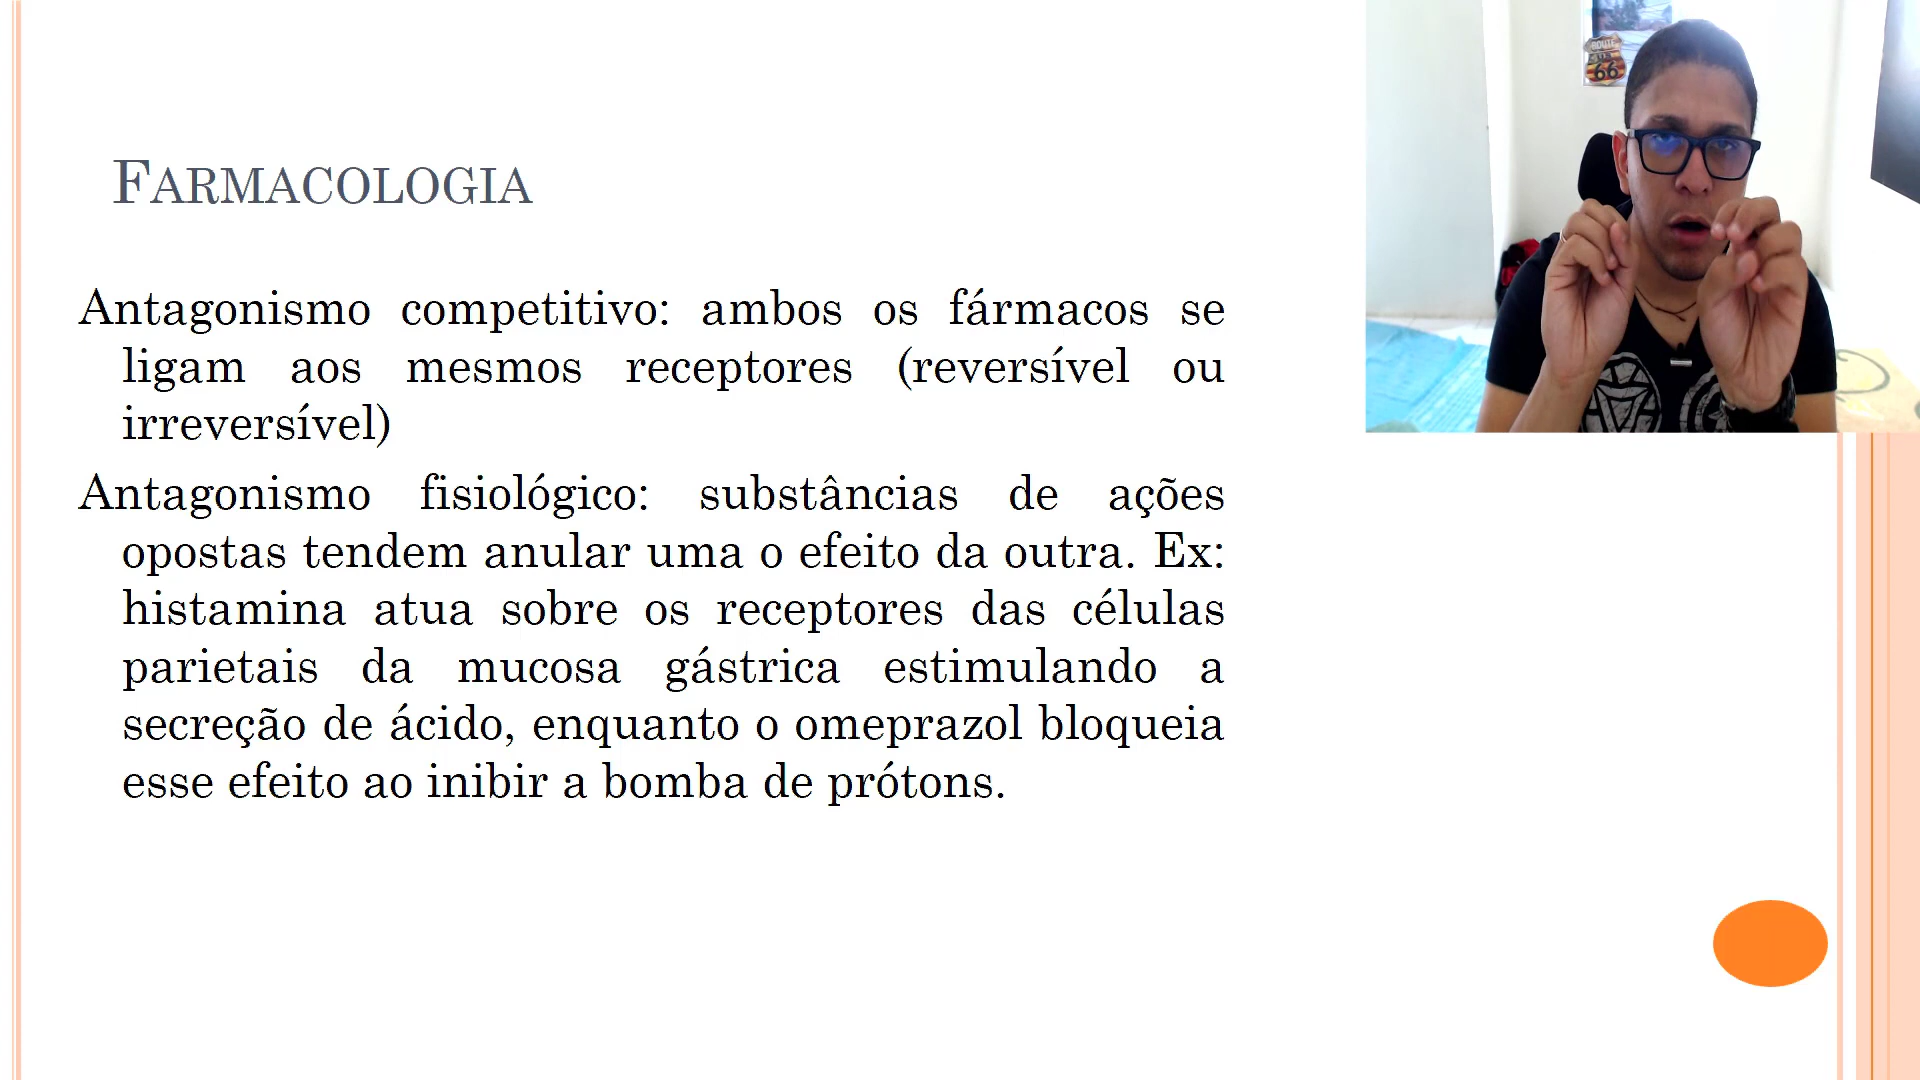 FARMACOLOGIA
Antagonismo competitivo: ambos os fármacos se
ligam aos mesmos receptores (reversível ou
irreversível)
Antagonismo fisiológico: substâncias de ações
opostas tendem anular uma o efeito da outra. Ex:
histamina atua sobre os receptores das células
parietais da mucosa gástrica estimulando a
secreção de ácido, enquanto o omeprazol bloqueia
esse efeito ao inibir a bomba de prótons.
ROUTE
66